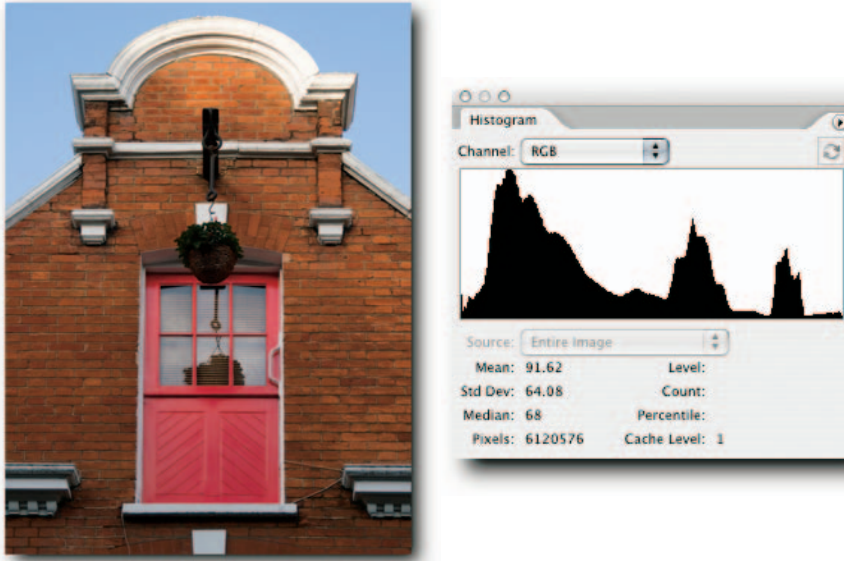 Histogram
Channel: RGB
Source: Entire Image
Mean: 91.62 Level:
Std Dev: 64.08 Count:
Median: 68 Percentile:
Pixels: 6120576 Cache Level: 1